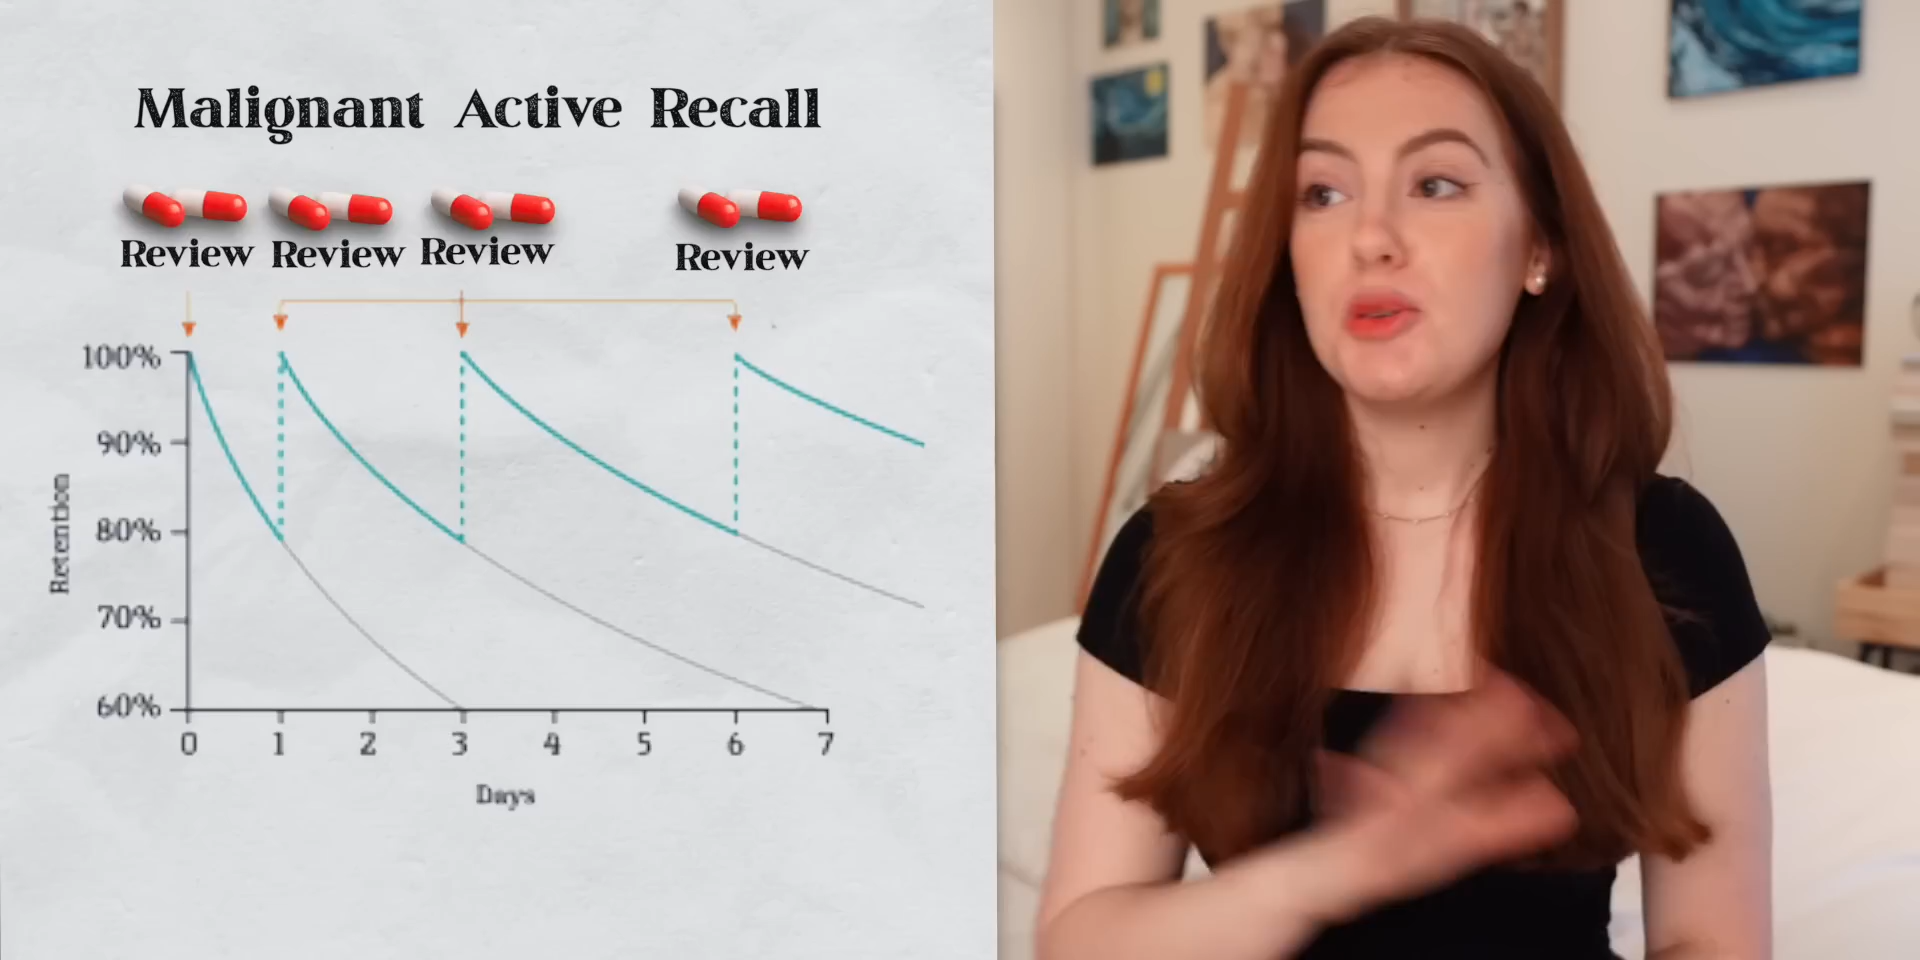 Malignant Active Recall
Review Review Review Review
100%
90%
80%
70%
60%
Retention
0 1 2 3 4 5 6 7
Days